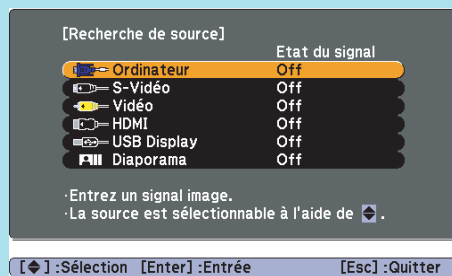 [Recherche de source]
Etat du signal
Ordinateur Off
S-Vidéo Off
Vidéo Off
HDMI Off
USB Display Off
Diaporama Off
·Entrez un signal image.
·La source est sélectionnable à l'aide de .
[ ] :Sélection [Enter] :Entrée [Esc] :Quitter